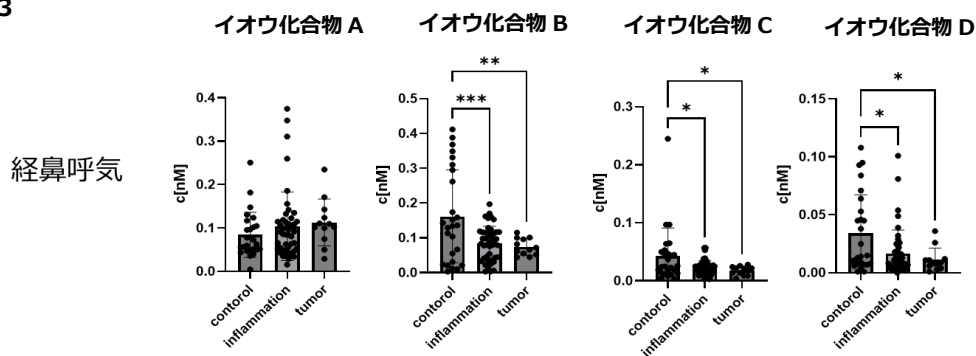 3
イオウ化合物 A
イオウ化合物 B
イオウ化合物 C
イオウ化合物 D
経鼻呼気
c[nM]
0.4
0.3
0.2
0.1
0.0
contorol
inflammation
tumor
**
***
c[nM]
0.5
0.4
0.3
0.2
0.1
0.0
contorol
inflammation
tumor
*
*
c[nM]
0.3
0.2
0.1
0.0
contorol
inflammation
tumor
*
*
c[nM]
0.15
0.10
0.05
0.00
contorol
inflammation
tumor